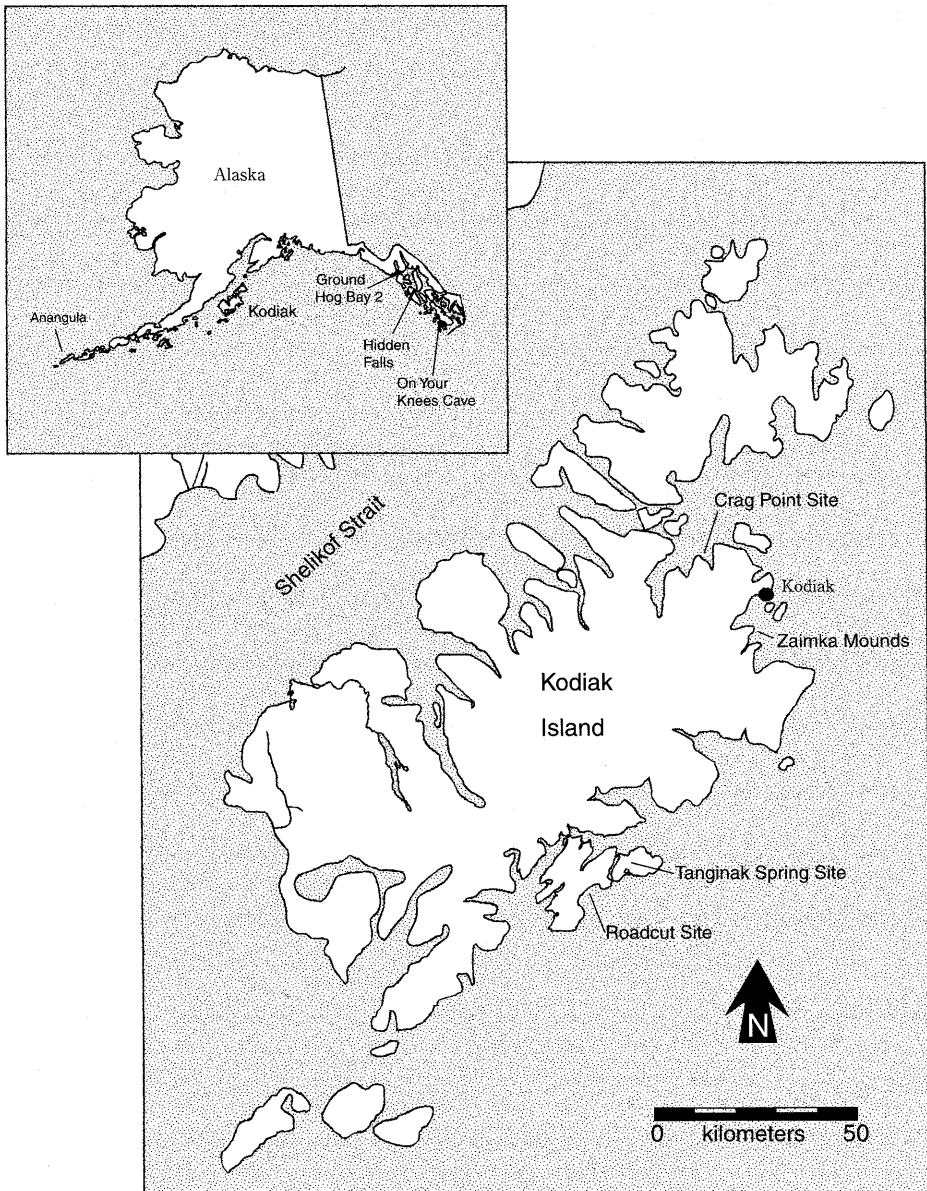 Alaska
Ground
Hog Bay 2
Kodiak
Anangula
Hidden
Falls
On Your
Knees Cave
Shelikof Strait
Crag Point Site
Kodiak
Zaimka Mounds
Kodiak
Island
Tanginak Spring Site
Roadcut Site
N
0 kilometers 50